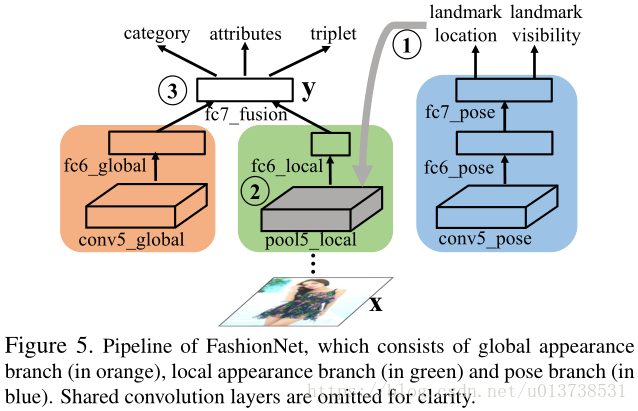 landmark landmark
category attributes triplet location visibility
1
3 y
fc7_fusion fc7_pose
fc6_global fc6_local fc6_pose
2
conv5_global pool5_local conv5_pose
x
Figure 5. Pipeline of FashionNet, which consists of global appearance
branch (in orange), local appearance branch (in green) and pose branch (in
blue). Shared convolution layers are omitted for clarity.
https://blog.csdn.net/u013738531